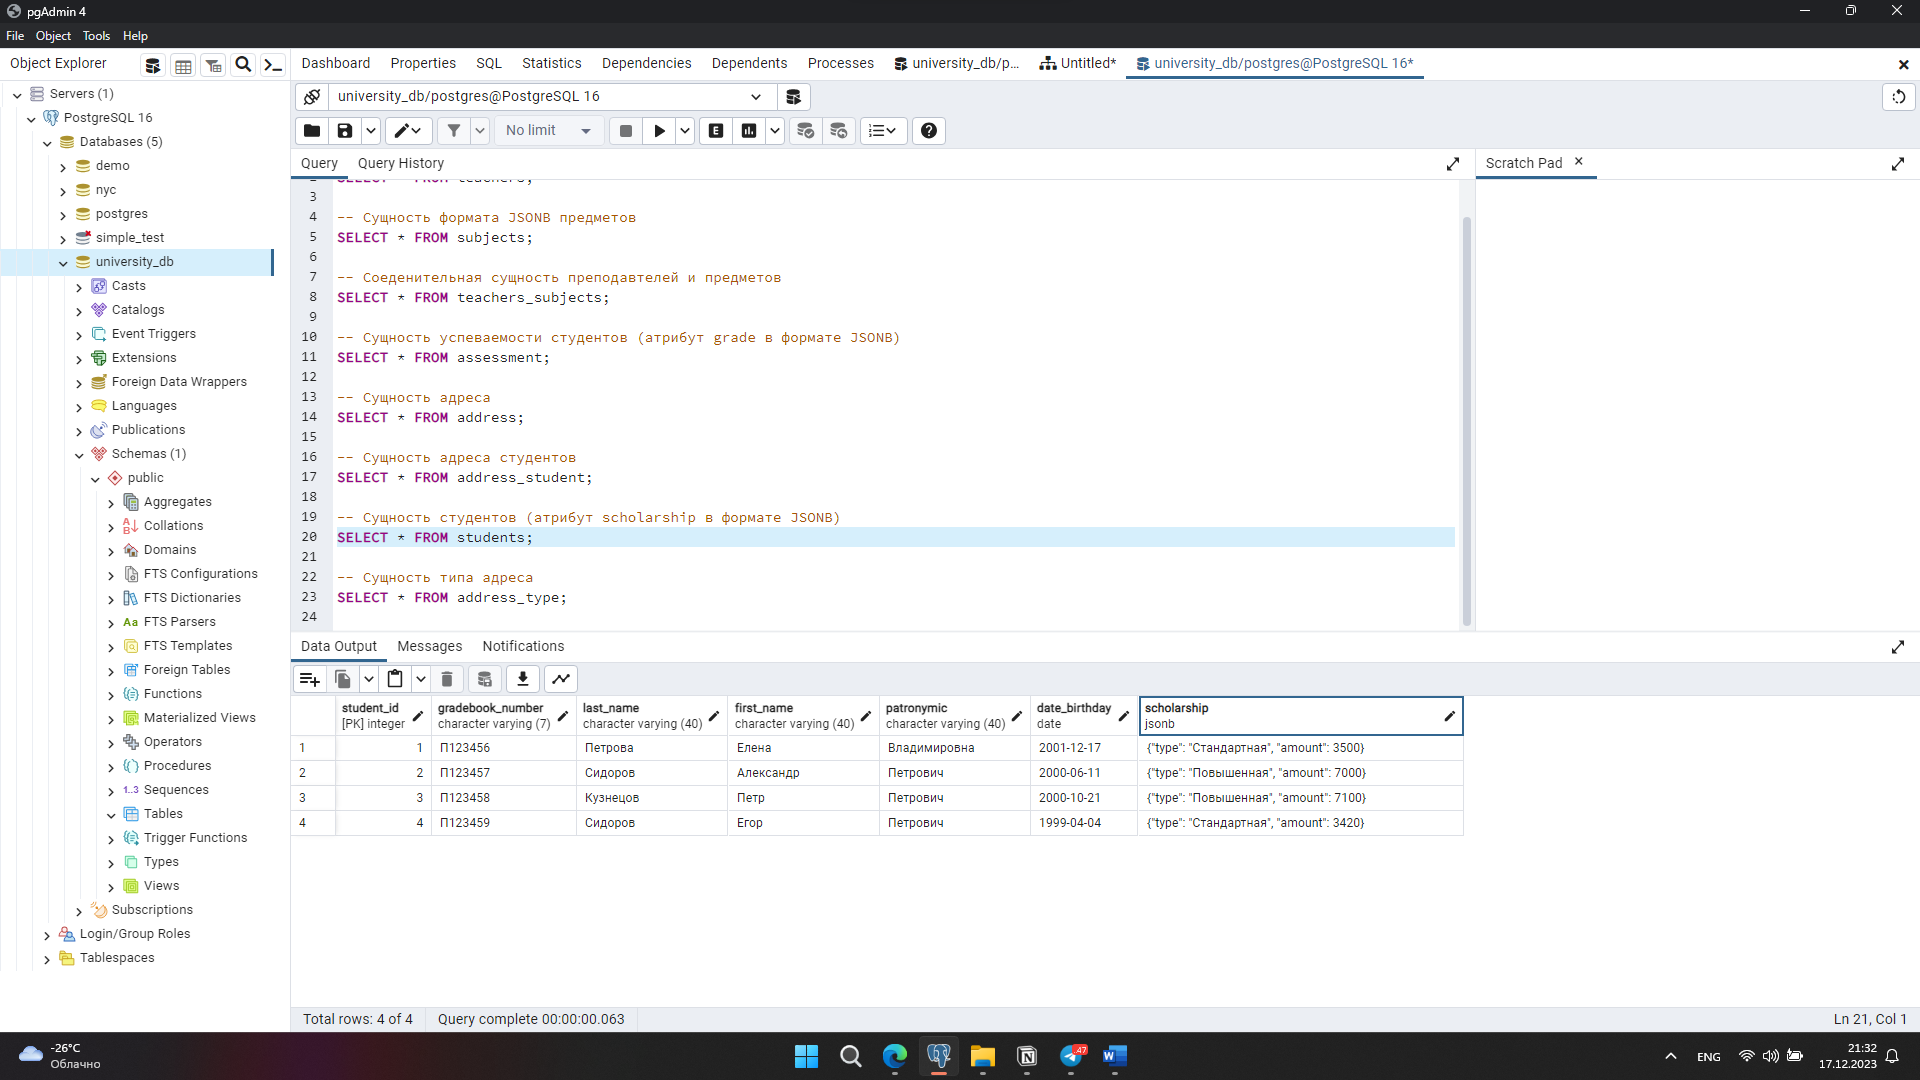 pgAdmin 4
File Object Tools Help
Object Explorer
Dashboard Properties SQL Statistics Dependencies Dependents Processes university_db/p... Untitled* university_db/postgres@PostgreSQL 16*
Servers (1)
PostgreSQL 16
Databases (5)
demo
nyc
postgres
simple_test
university_db
Casts
Catalogs
Event Triggers
Extensions
Foreign Data Wrappers
Languages
Publications
Schemas (1)
public
Aggregates
Collations
Domains
FTS Configurations
FTS Dictionaries
FTS Parsers
FTS Templates
Foreign Tables
Functions
Materialized Views
Operators
Procedures
Sequences
Tables
Trigger Functions
Types
Views
Subscriptions
Login/Group Roles
Tablespaces
university_db/postgres@PostgreSQL 16
No limit
Query Query History
Scratch Pad
2 SELECT * FROM teachers;
3
4 -- Сущность формата JSONB предметов
5 SELECT * FROM subjects;
6
7 -- Соеденительная сущность преподавтелей и предметов
8 SELECT * FROM teachers_subjects;
9
10 -- Сущность успеваемости студентов (атрибут grade в формате JSONB)
11 SELECT * FROM assessment;
12
13 -- Сущность адреса
14 SELECT * FROM address;
15
16 -- Сущность адреса студентов
17 SELECT * FROM address_student;
18
19 -- Сущность студентов (атрибут scholarship в формате JSONB)
20 SELECT * FROM students;
21
22 -- Сущность типа адреса
23 SELECT * FROM address_type;
24
Data Output Messages Notifications
student_id gradebook_number last_name first_name patronymic date_birthday scholarship
[PK] integer character varying (7) character varying (40) character varying (40) character varying (40) date jsonb
1 1 П123456 Петрова Елена Владимировна 2001-12-17 {"type": "Стандартная", "amount": 3500}
2 2 П123457 Сидоров Александр Петрович 2000-06-11 {"type": "Повышенная", "amount": 7000}
3 3 П123458 Кузнецов Петр Петрович 2000-10-21 {"type": "Повышенная", "amount": 7100}
4 4 П123459 Сидоров Егор Петрович 1999-04-04 {"type": "Стандартная", "amount": 3420}
Total rows: 4 of 4 Query complete 00:00:00.063 Ln 21, Col 1
-26°C
Облачно
47
ENG
21:32
17.12.2023